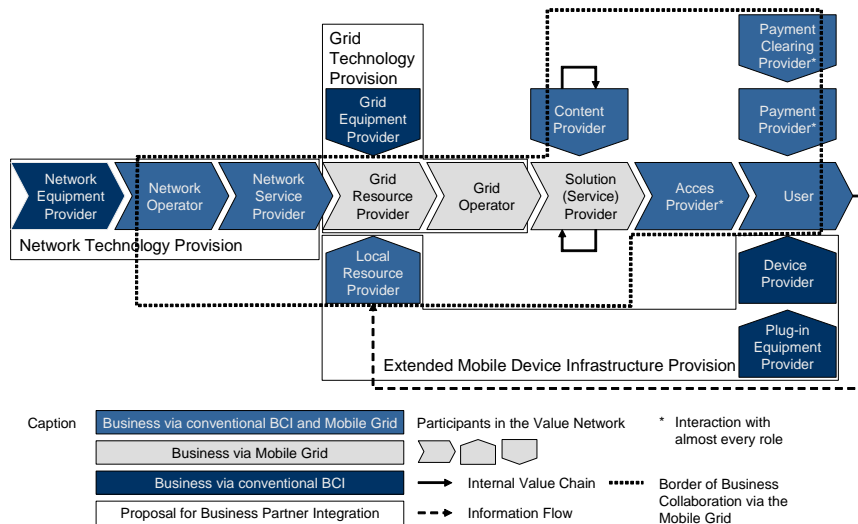 Grid
Technology
Provision
Payment
Clearing
Provider*
Grid
Equipment
Provider
Content
Provider
Payment
Provider*
Network
Equipment
Provider
Network
Operator
Network
Service
Provider
Grid
Resource
Provider
Grid
Operator
Solution
(Service)
Provider
Acces
Provider*
User
Network Technology Provision
Local
Resource
Provider
Device
Provider
Plug-in
Equipment
Provider
Extended Mobile Device Infrastructure Provision
Caption
Business via conventional BCI and Mobile Grid
Business via Mobile Grid
Business via conventional BCI
Proposal for Business Partner Integration
Participants in the Value Network
Internal Value Chain
Information Flow
* Interaction with
almost every role
Border of Business
Collaboration via the
Mobile Grid